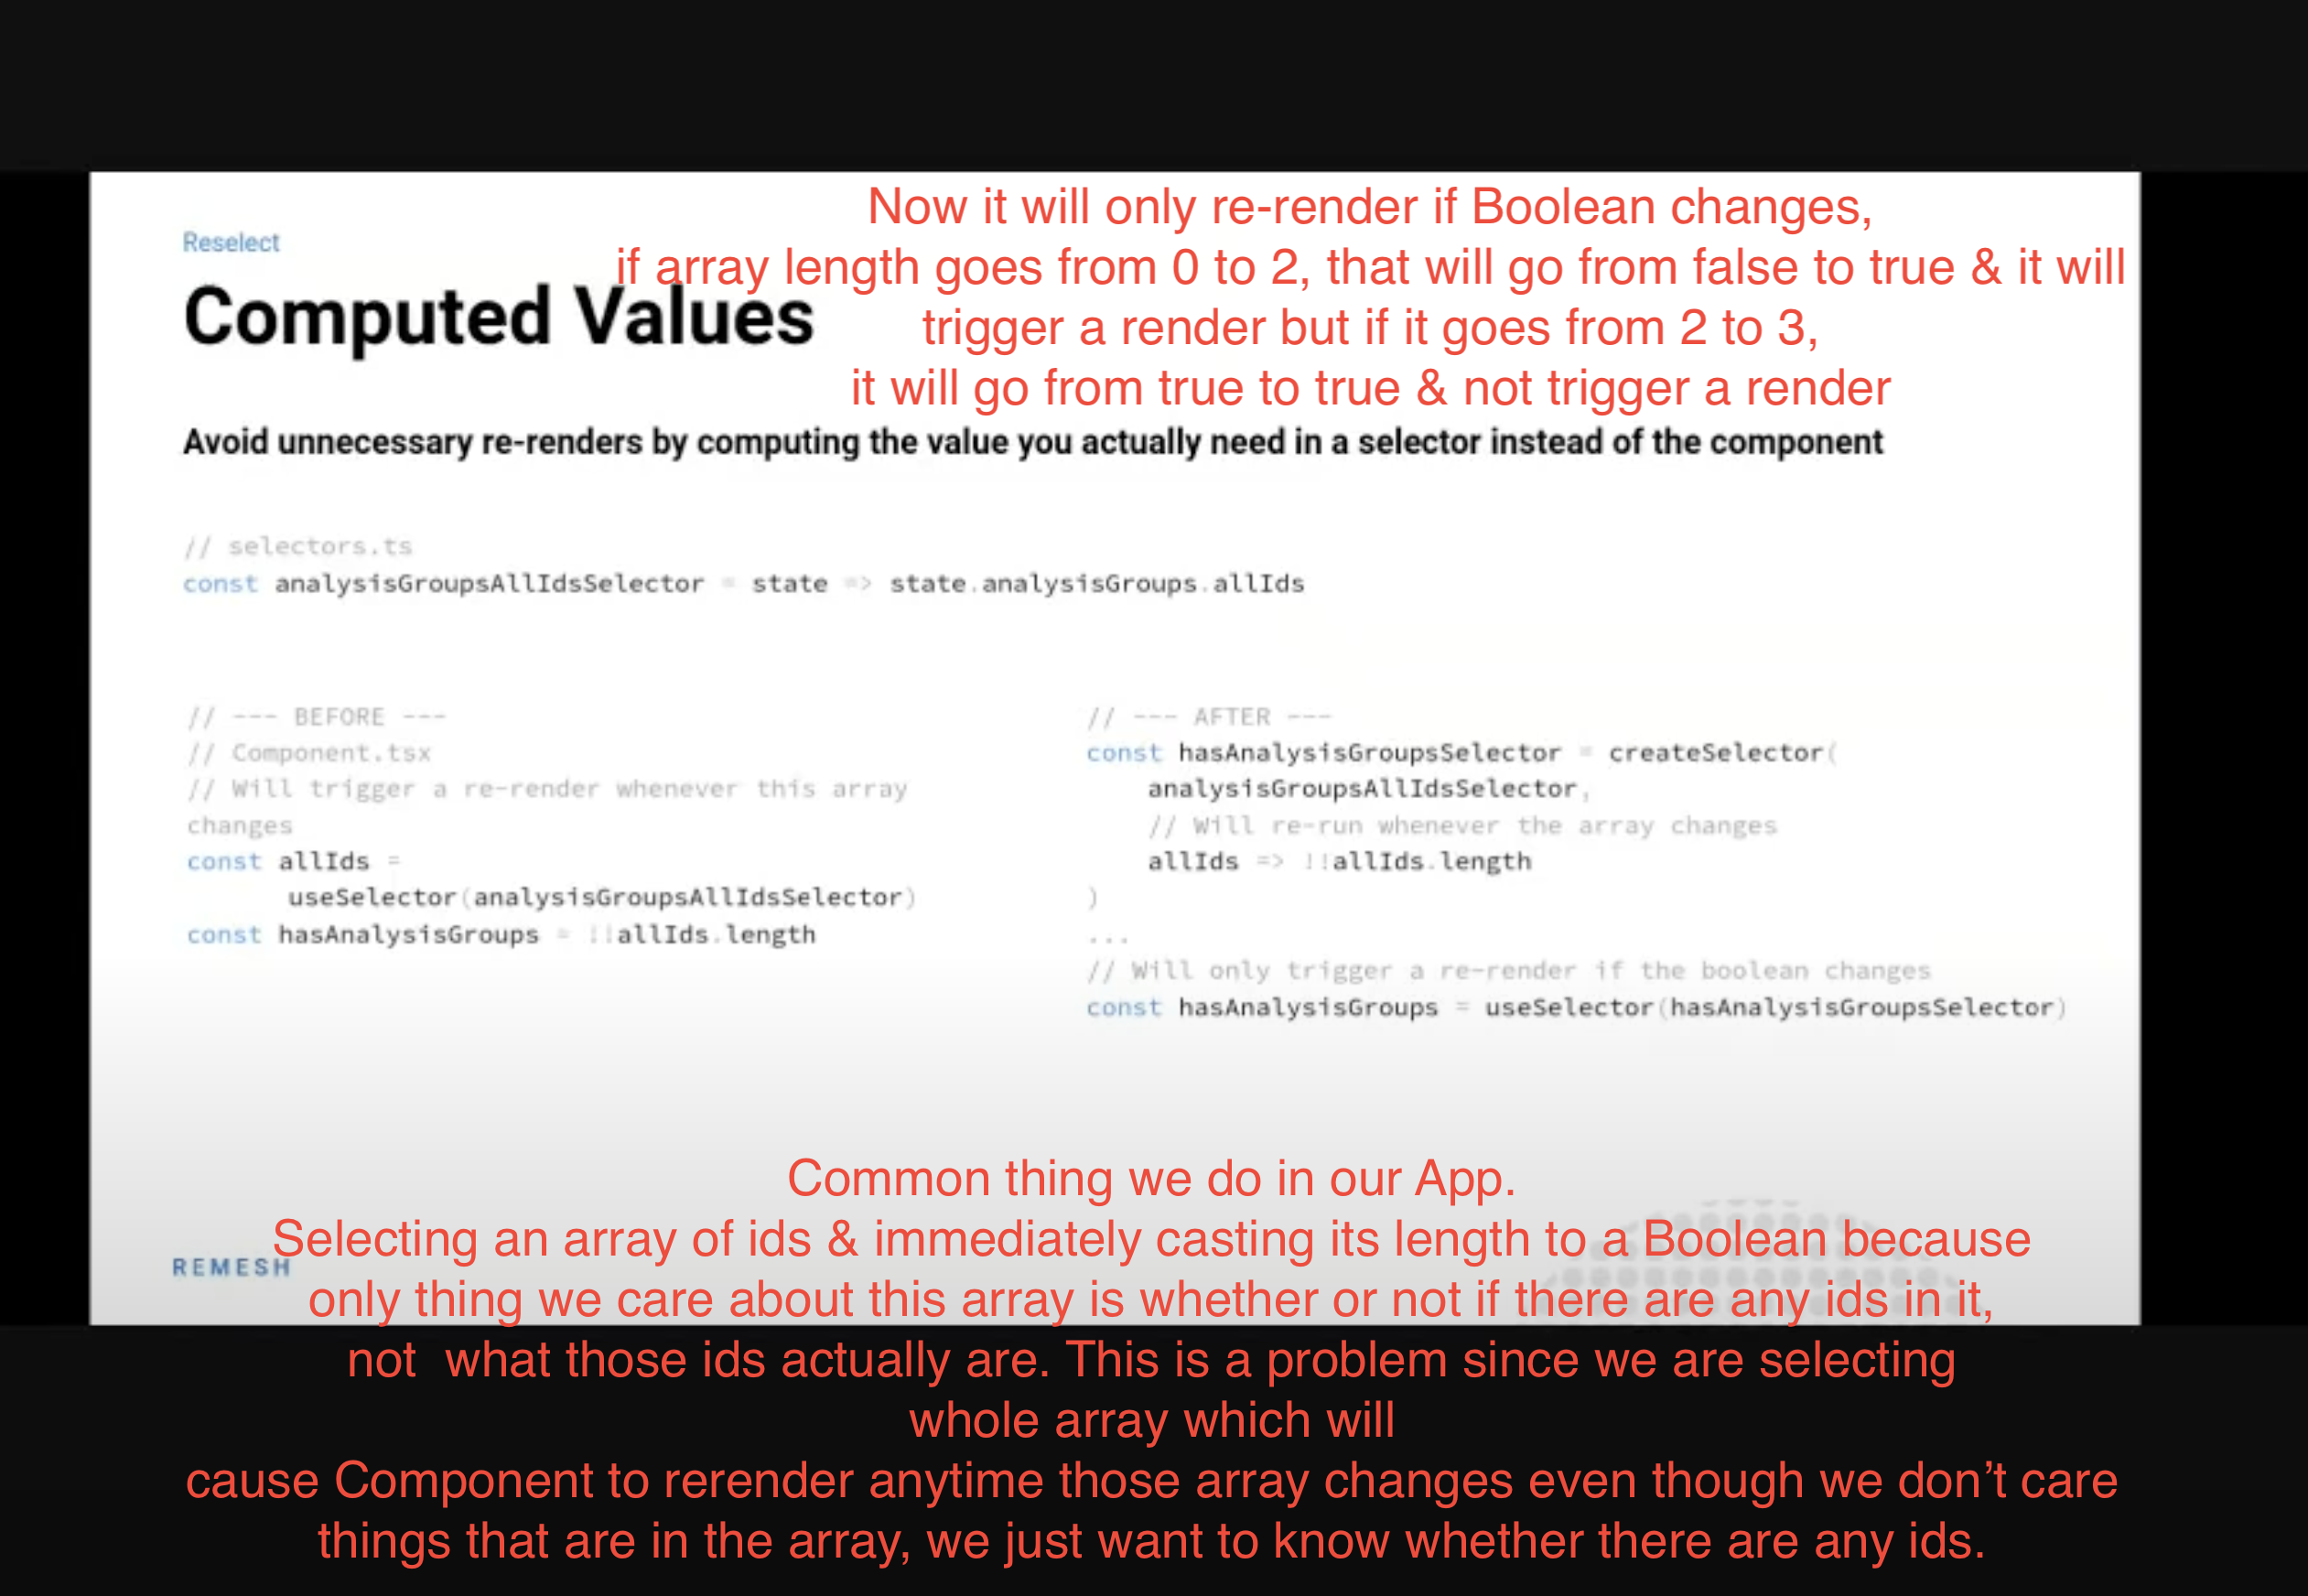 Now it will only re-render if Boolean changes,
if array length goes from 0 to 2, that will go from false to true & it will
trigger a render but if it goes from 2 to 3,
it will go from true to true & not trigger a render
Reselect
Computed Values
Avoid unnecessary re-renders by computing the value you actually need in a selector instead of the component
// selectors.ts
const analysisGroupsAllIdsSelector = state => state.analysisGroups.allIds
// --- BEFORE ---
// Component.tsx
// Will trigger a re-render whenever this array
changes
const allIds =
useSelector(analysisGroupsAllIdsSelector)
const hasAnalysisGroups = !!allIds.length
// --- AFTER ---
const hasAnalysisGroupsSelector = createSelector(
analysisGroupsAllIdsSelector,
// Will re-run whenever the array changes
allIds => !!allIds.length
)
...
// Will only trigger a re-render if the boolean changes
const hasAnalysisGroups = useSelector(hasAnalysisGroupsSelector)
REMESH
Common thing we do in our App.
Selecting an array of ids & immediately casting its length to a Boolean because
only thing we care about this array is whether or not if there are any ids in it,
not  what those ids actually are. This is a problem since we are selecting
whole array which will
cause Component to rerender anytime those array changes even though we don’t care
things that are in the array, we just want to know whether there are any ids.